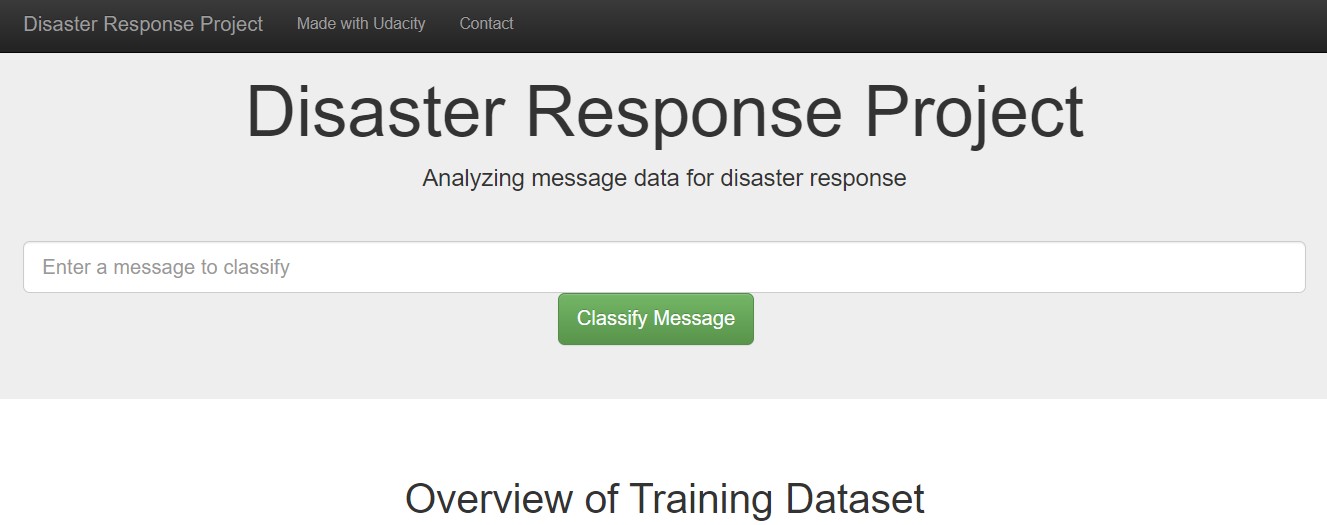 Disaster Response Project Made with Udacity Contact
Disaster Response Project
Analyzing message data for disaster response
Enter a message to classify
Classify Message
Overview of Training Dataset